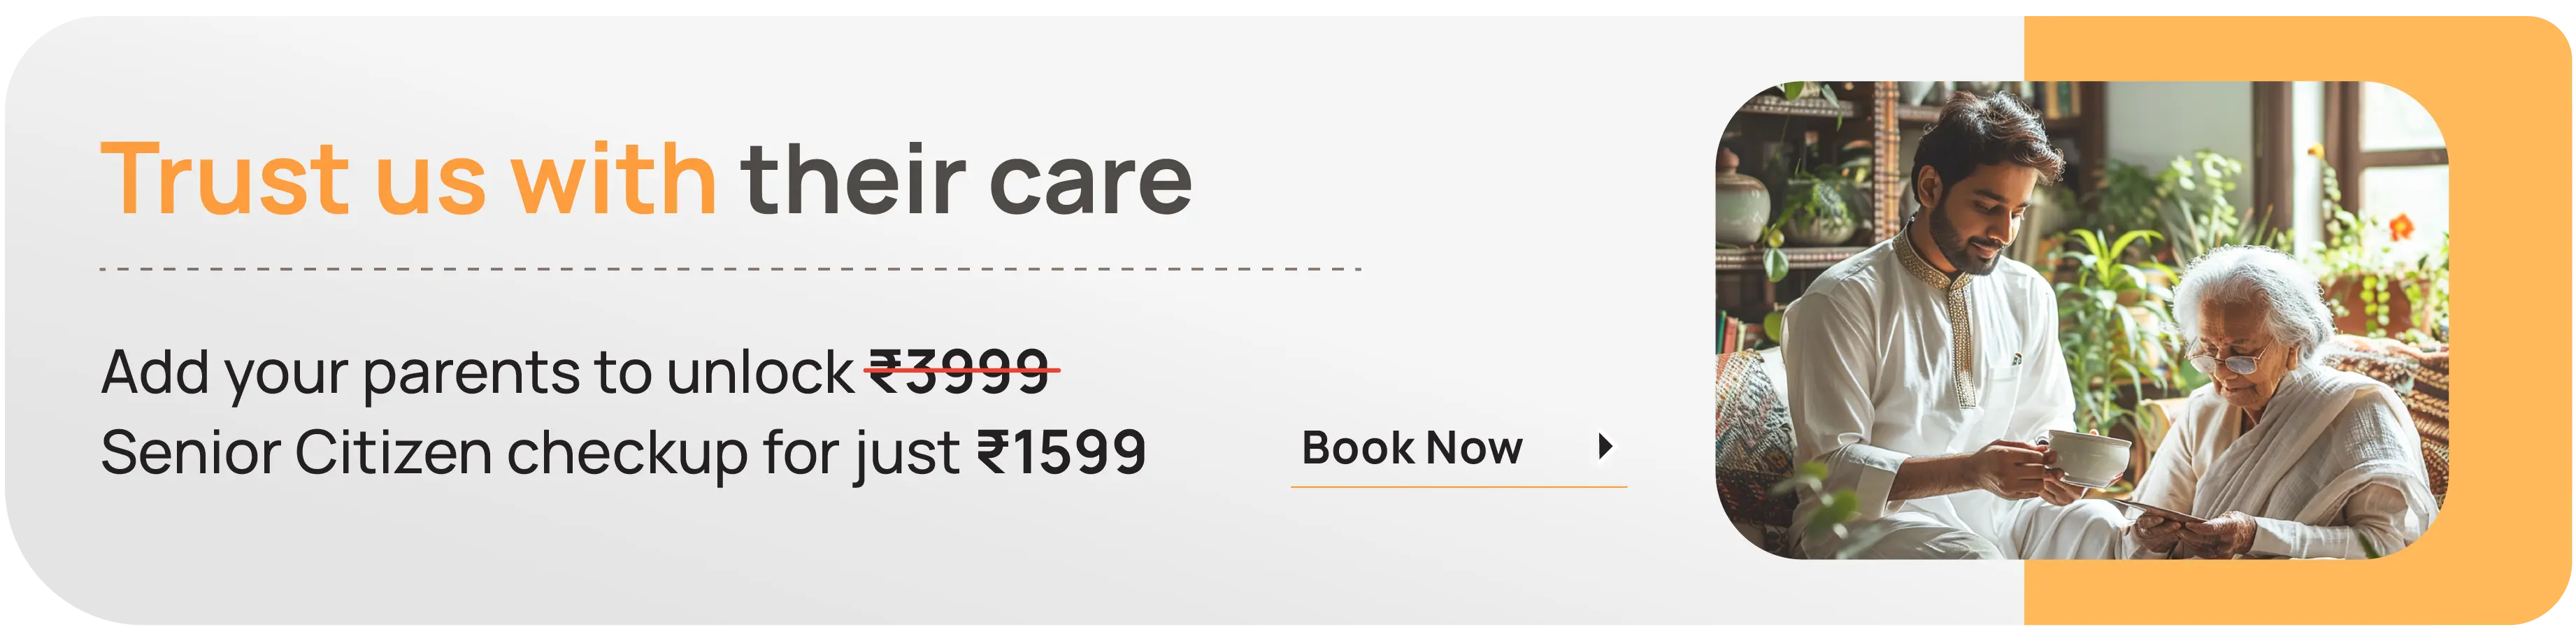 Trust us with their care
Add your parents to unlock ₹3999
Senior Citizen checkup for just ₹1599
Book Now